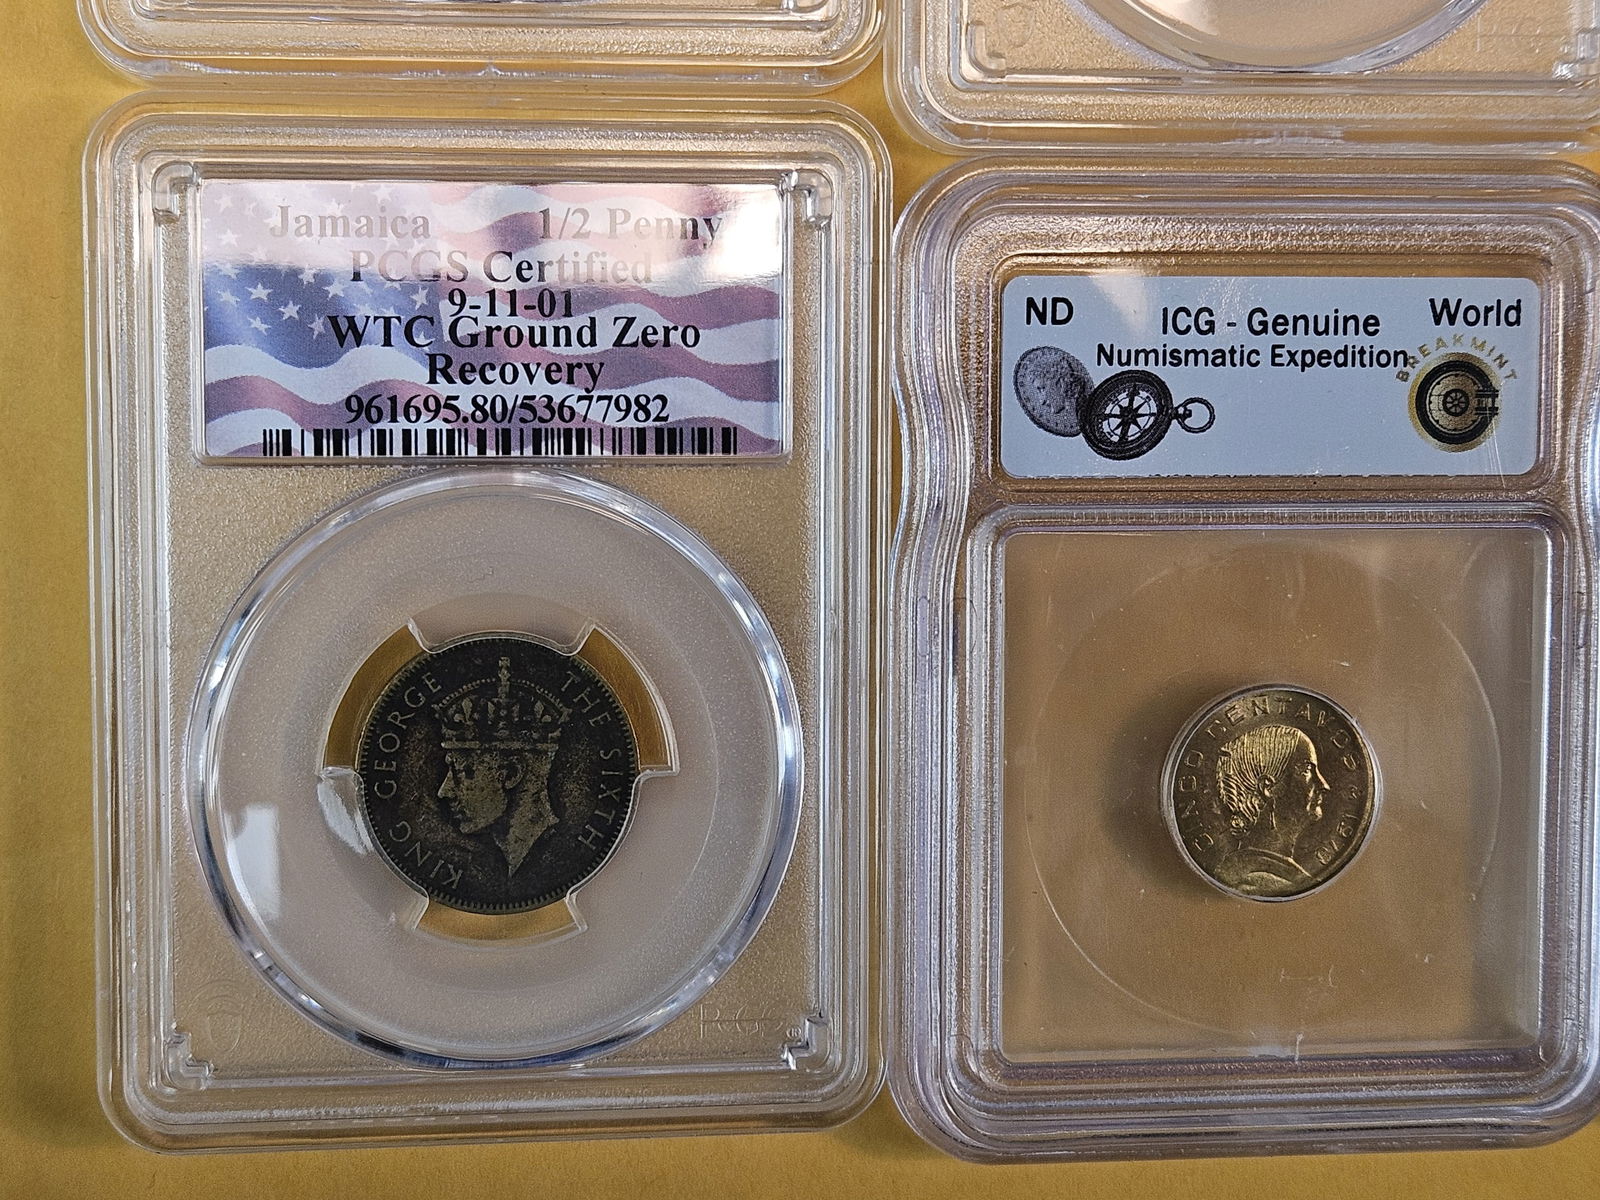 Jamaica 1/2 Penny
PCGS Certified
9-11-01
WTC Ground Zero
Recovery
961695.80/53677982
KING GEORGE THE SIXTH
PCGS
ND ICG - Genuine World
Numismatic Expedition
BREAKMINT
CINCO CENTAVOS